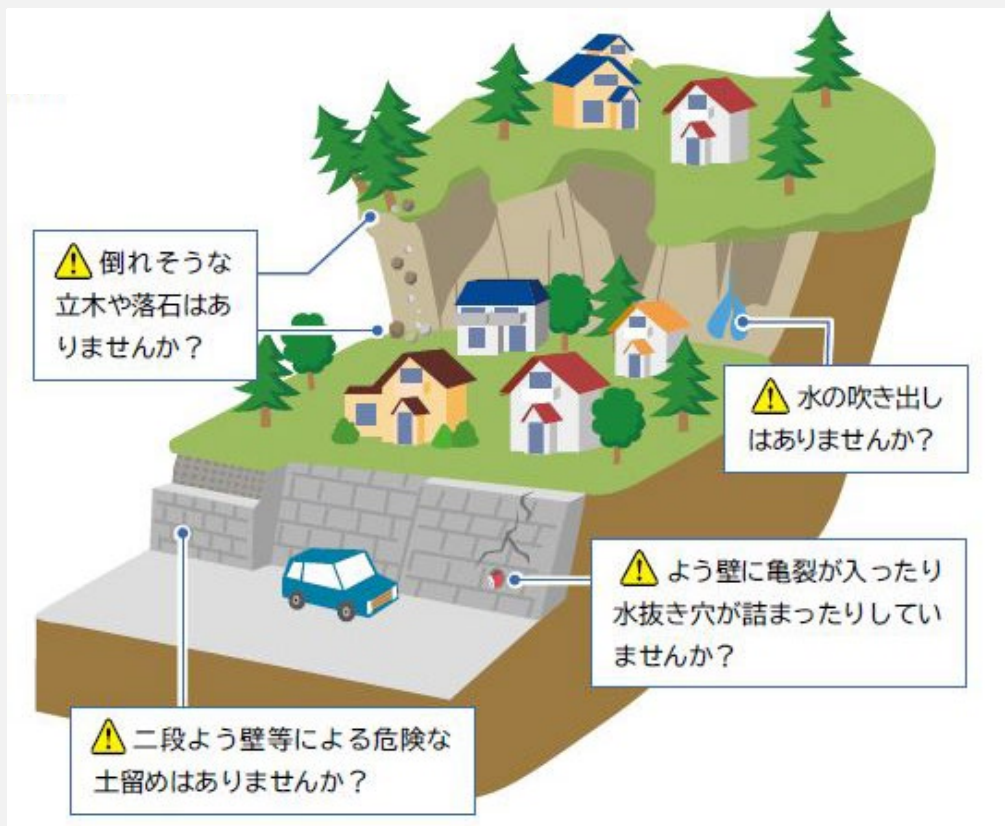 倒れそうな
立木や落石はあ
りませんか？
水の吹き出し
はありませんか？
よう壁に亀裂が入ったり
水抜き穴が詰まったりしてい
ませんか？
二段よう壁等による危険な
土留めはありませんか？